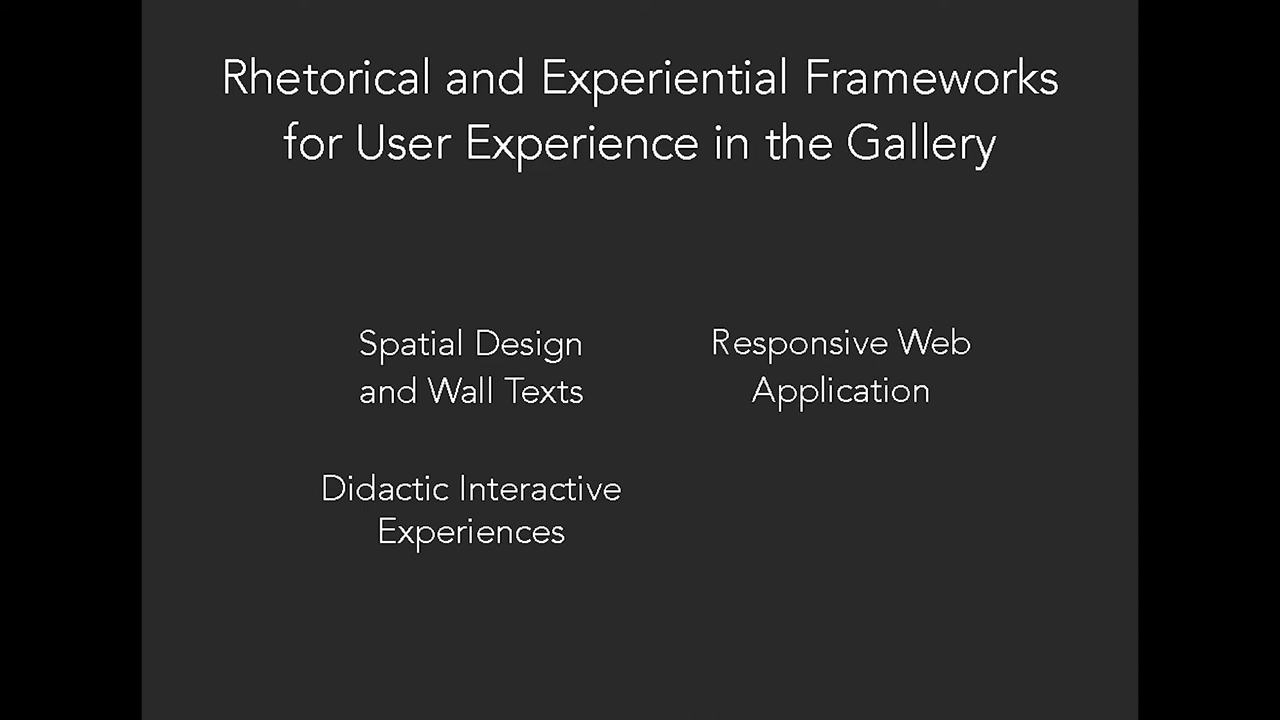 Rhetorical and Experiential Frameworks
for User Experience in the Gallery
Spatial Design
and Wall Texts
Responsive Web
Application
Didactic Interactive
Experiences